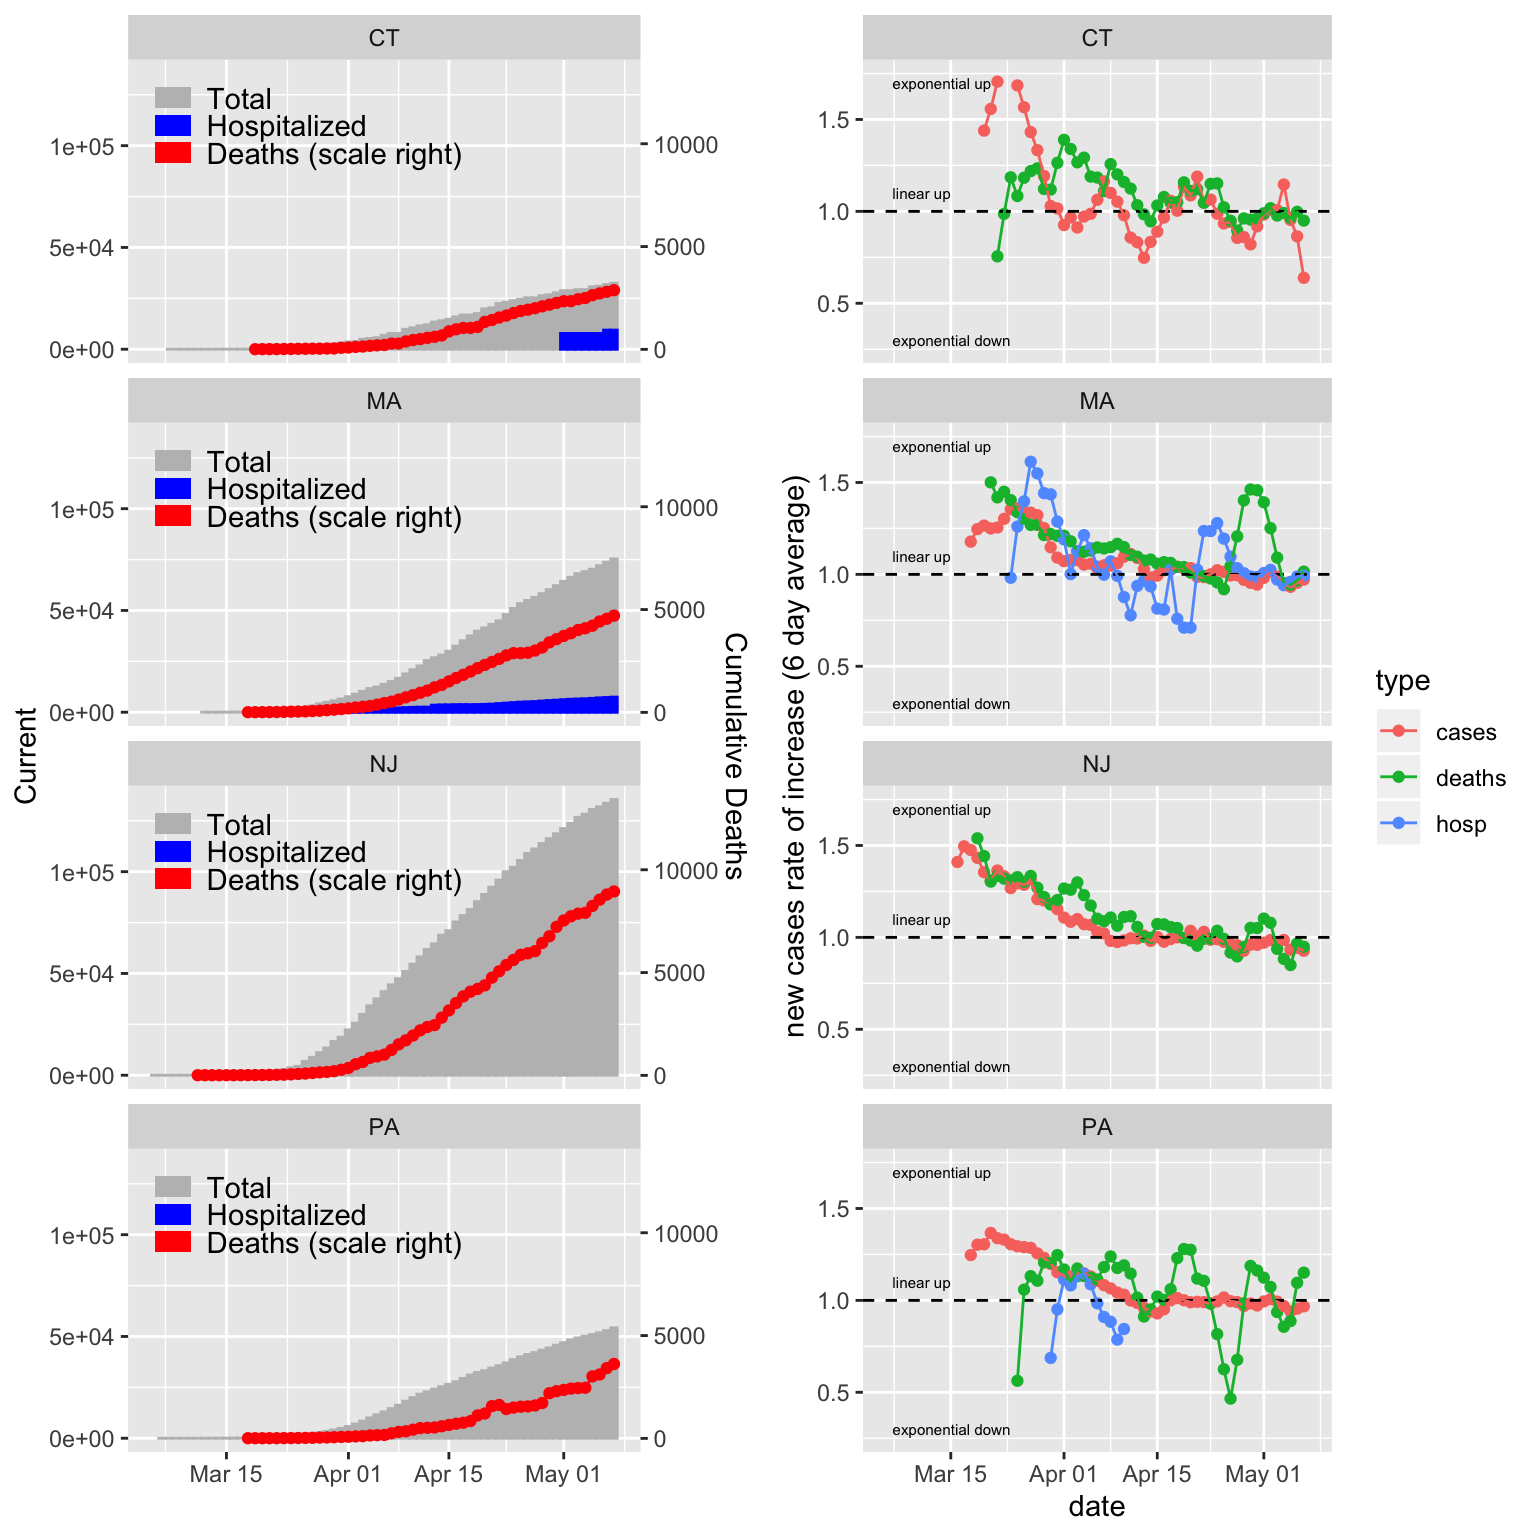 CT
Total
Hospitalized
Deaths (scale right)
1e+05
5e+04
0e+00
10000
5000
0
MA
Total
Hospitalized
Deaths (scale right)
1e+05
5e+04
0e+00
10000
5000
0
NJ
Total
Hospitalized
Deaths (scale right)
1e+05
5e+04
0e+00
10000
5000
0
PA
Total
Hospitalized
Deaths (scale right)
1e+05
5e+04
0e+00
10000
5000
0
Mar 15
Apr 01
Apr 15
May 01
Current
Cumulative Deaths
CT
exponential up
linear up
exponential down
1.5
1.0
0.5
MA
exponential up
linear up
exponential down
1.5
1.0
0.5
NJ
exponential up
linear up
exponential down
1.5
1.0
0.5
PA
exponential up
linear up
exponential down
1.5
1.0
0.5
Mar 15
Apr 01
Apr 15
May 01
date
new cases rate of increase (6 day average)
type
cases
deaths
hosp